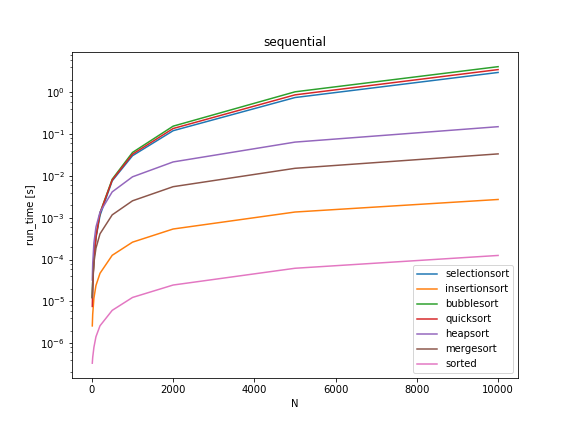 sequential
run_time [s]
10⁰
10⁻¹
10⁻²
10⁻³
10⁻⁴
10⁻⁵
10⁻⁶
selectionsort
insertionsort
bubblesort
quicksort
heapsort
mergesort
sorted
0 2000 4000 6000 8000 10000
N